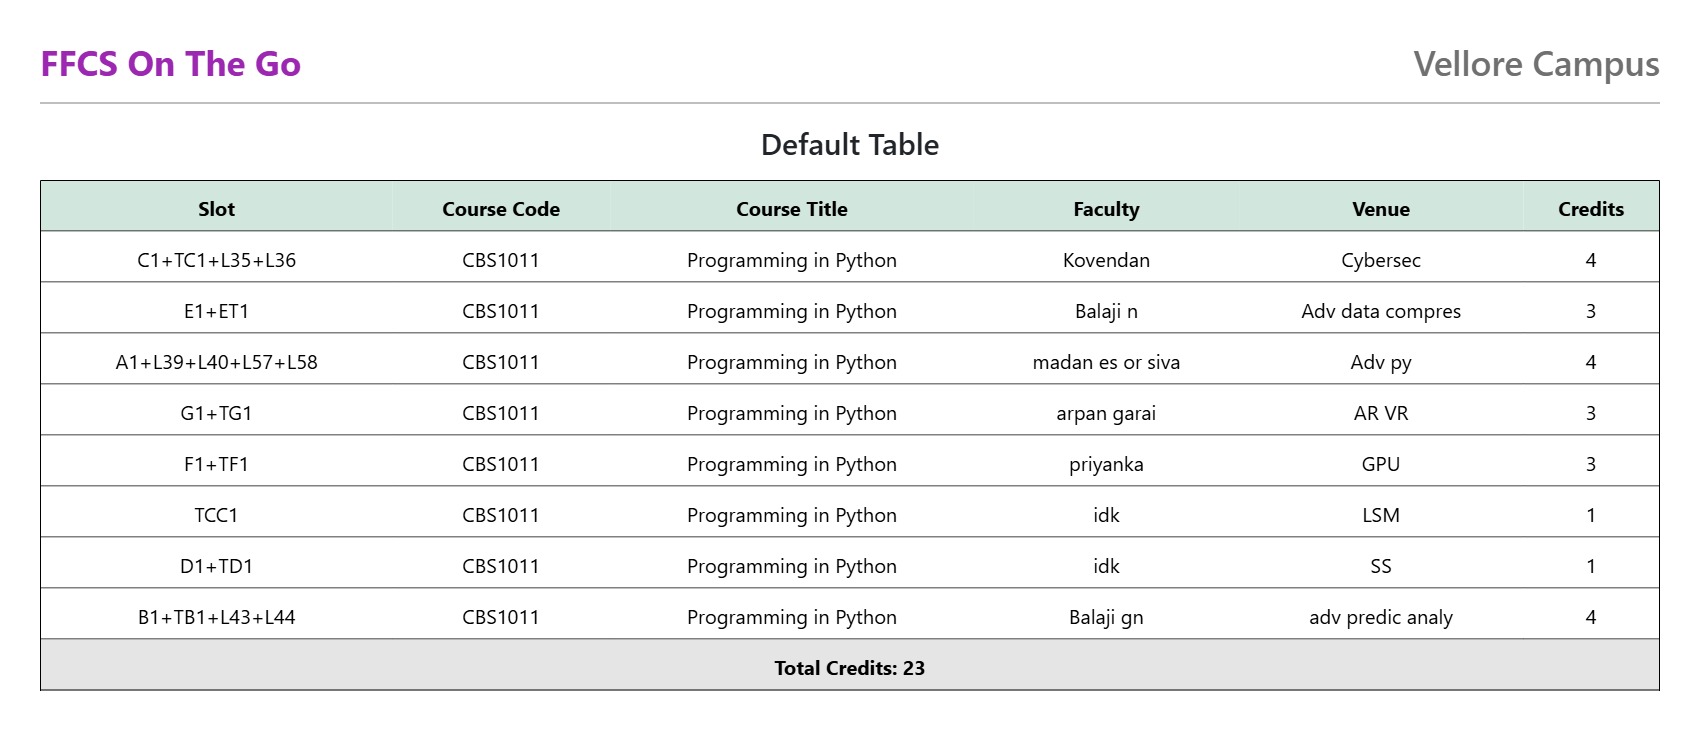 FFCS On The Go Vellore Campus
Default Table
Slot Course Code Course Title Faculty Venue Credits
C1+TC1+L35+L36 CBS1011 Programming in Python Kovendan Cybersec 4
E1+ET1 CBS1011 Programming in Python Balaji n Adv data compres 3
A1+L39+L40+L57+L58 CBS1011 Programming in Python madan es or siva Adv py 4
G1+TG1 CBS1011 Programming in Python arpan garai AR VR 3
F1+TF1 CBS1011 Programming in Python priyanka GPU 3
TCC1 CBS1011 Programming in Python idk LSM 1
D1+TD1 CBS1011 Programming in Python idk SS 1
B1+TB1+L43+L44 CBS1011 Programming in Python Balaji gn adv predic analy 4
Total Credits: 23